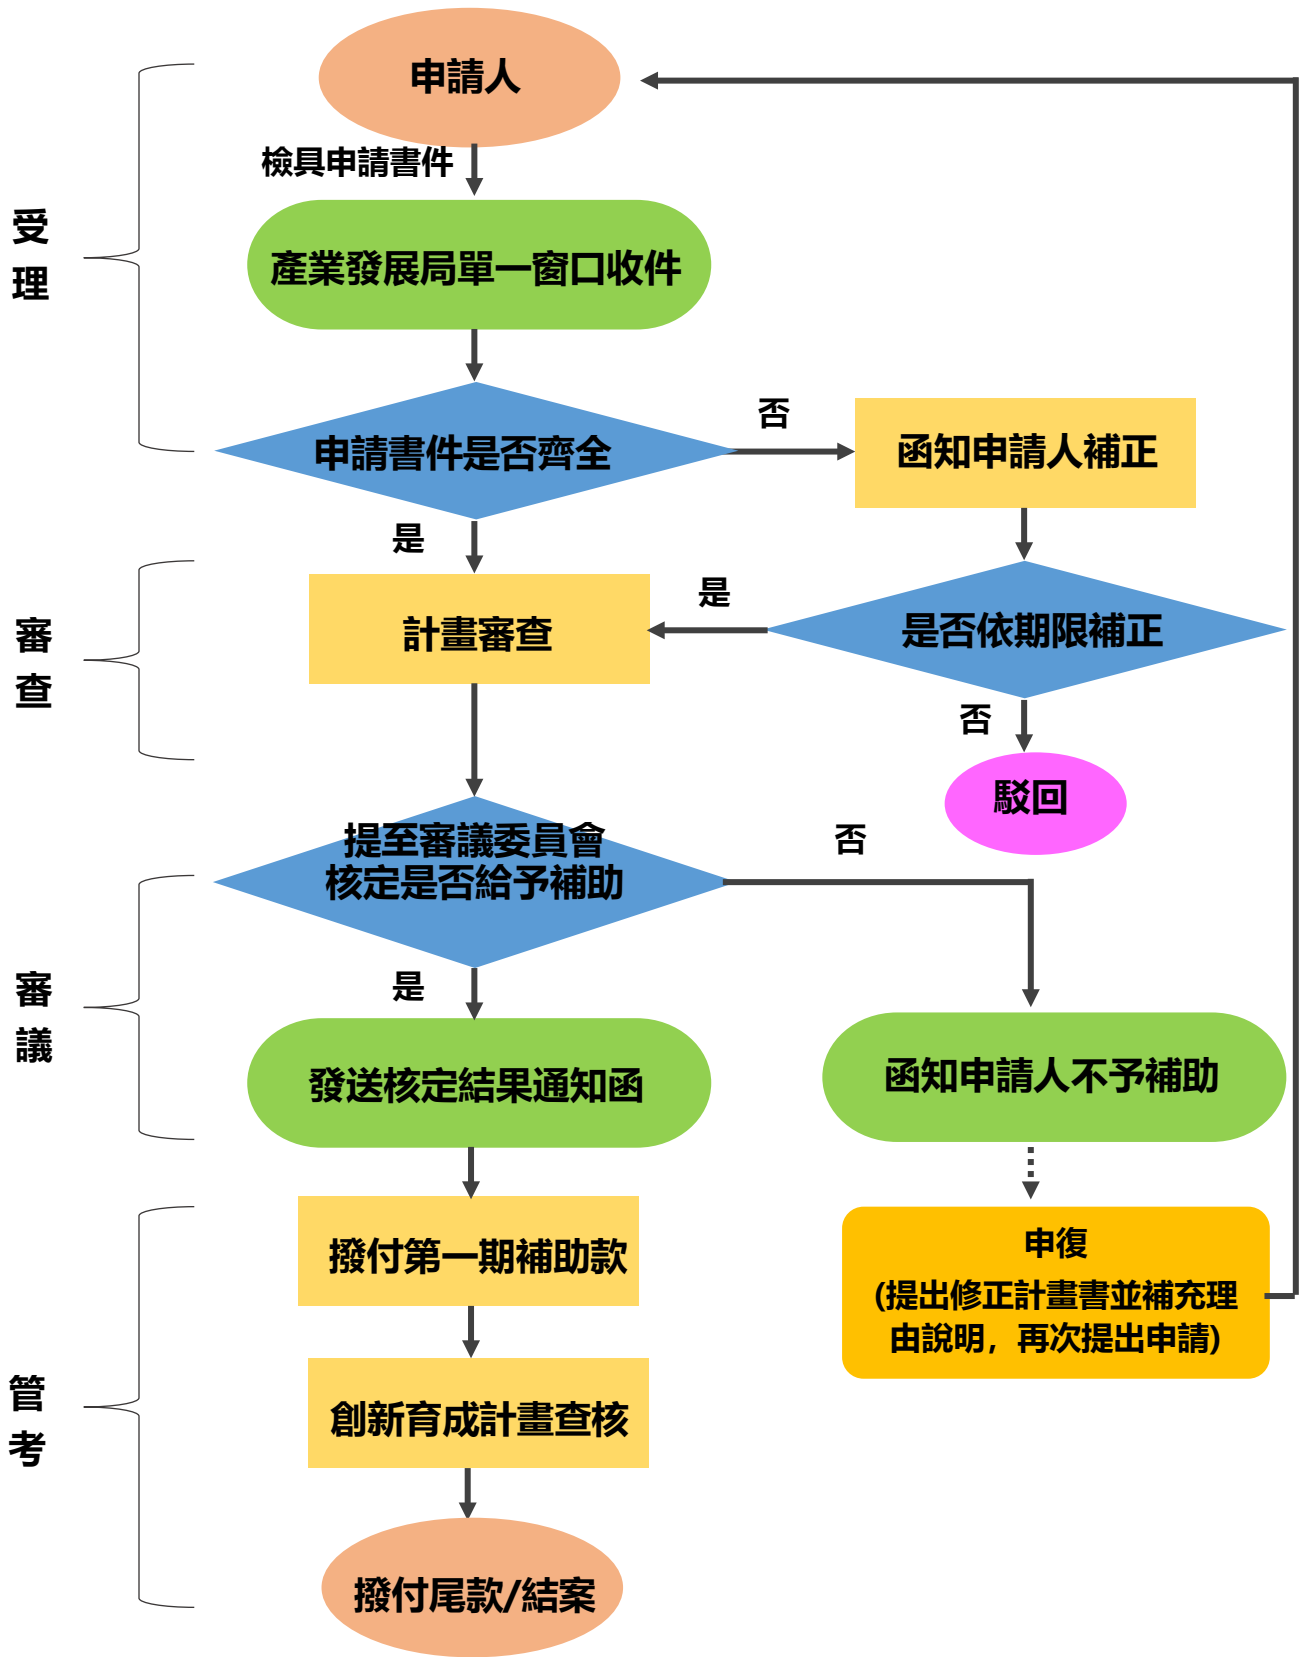 申請人
檢具申請書件
受
理
產業發展局單一窗口收件
申請書件是否齊全
否
函知申請人補正
是
審
查
計畫審查
是
是否依期限補正
否
駁回
提至審議委員會
核定是否給予補助
否
審
議
是
發送核定結果通知函
函知申請人不予補助
撥付第一期補助款
申復
(提出修正計畫書並補充理
由說明，再次提出申請)
管
考
創新育成計畫查核
撥付尾款/結案